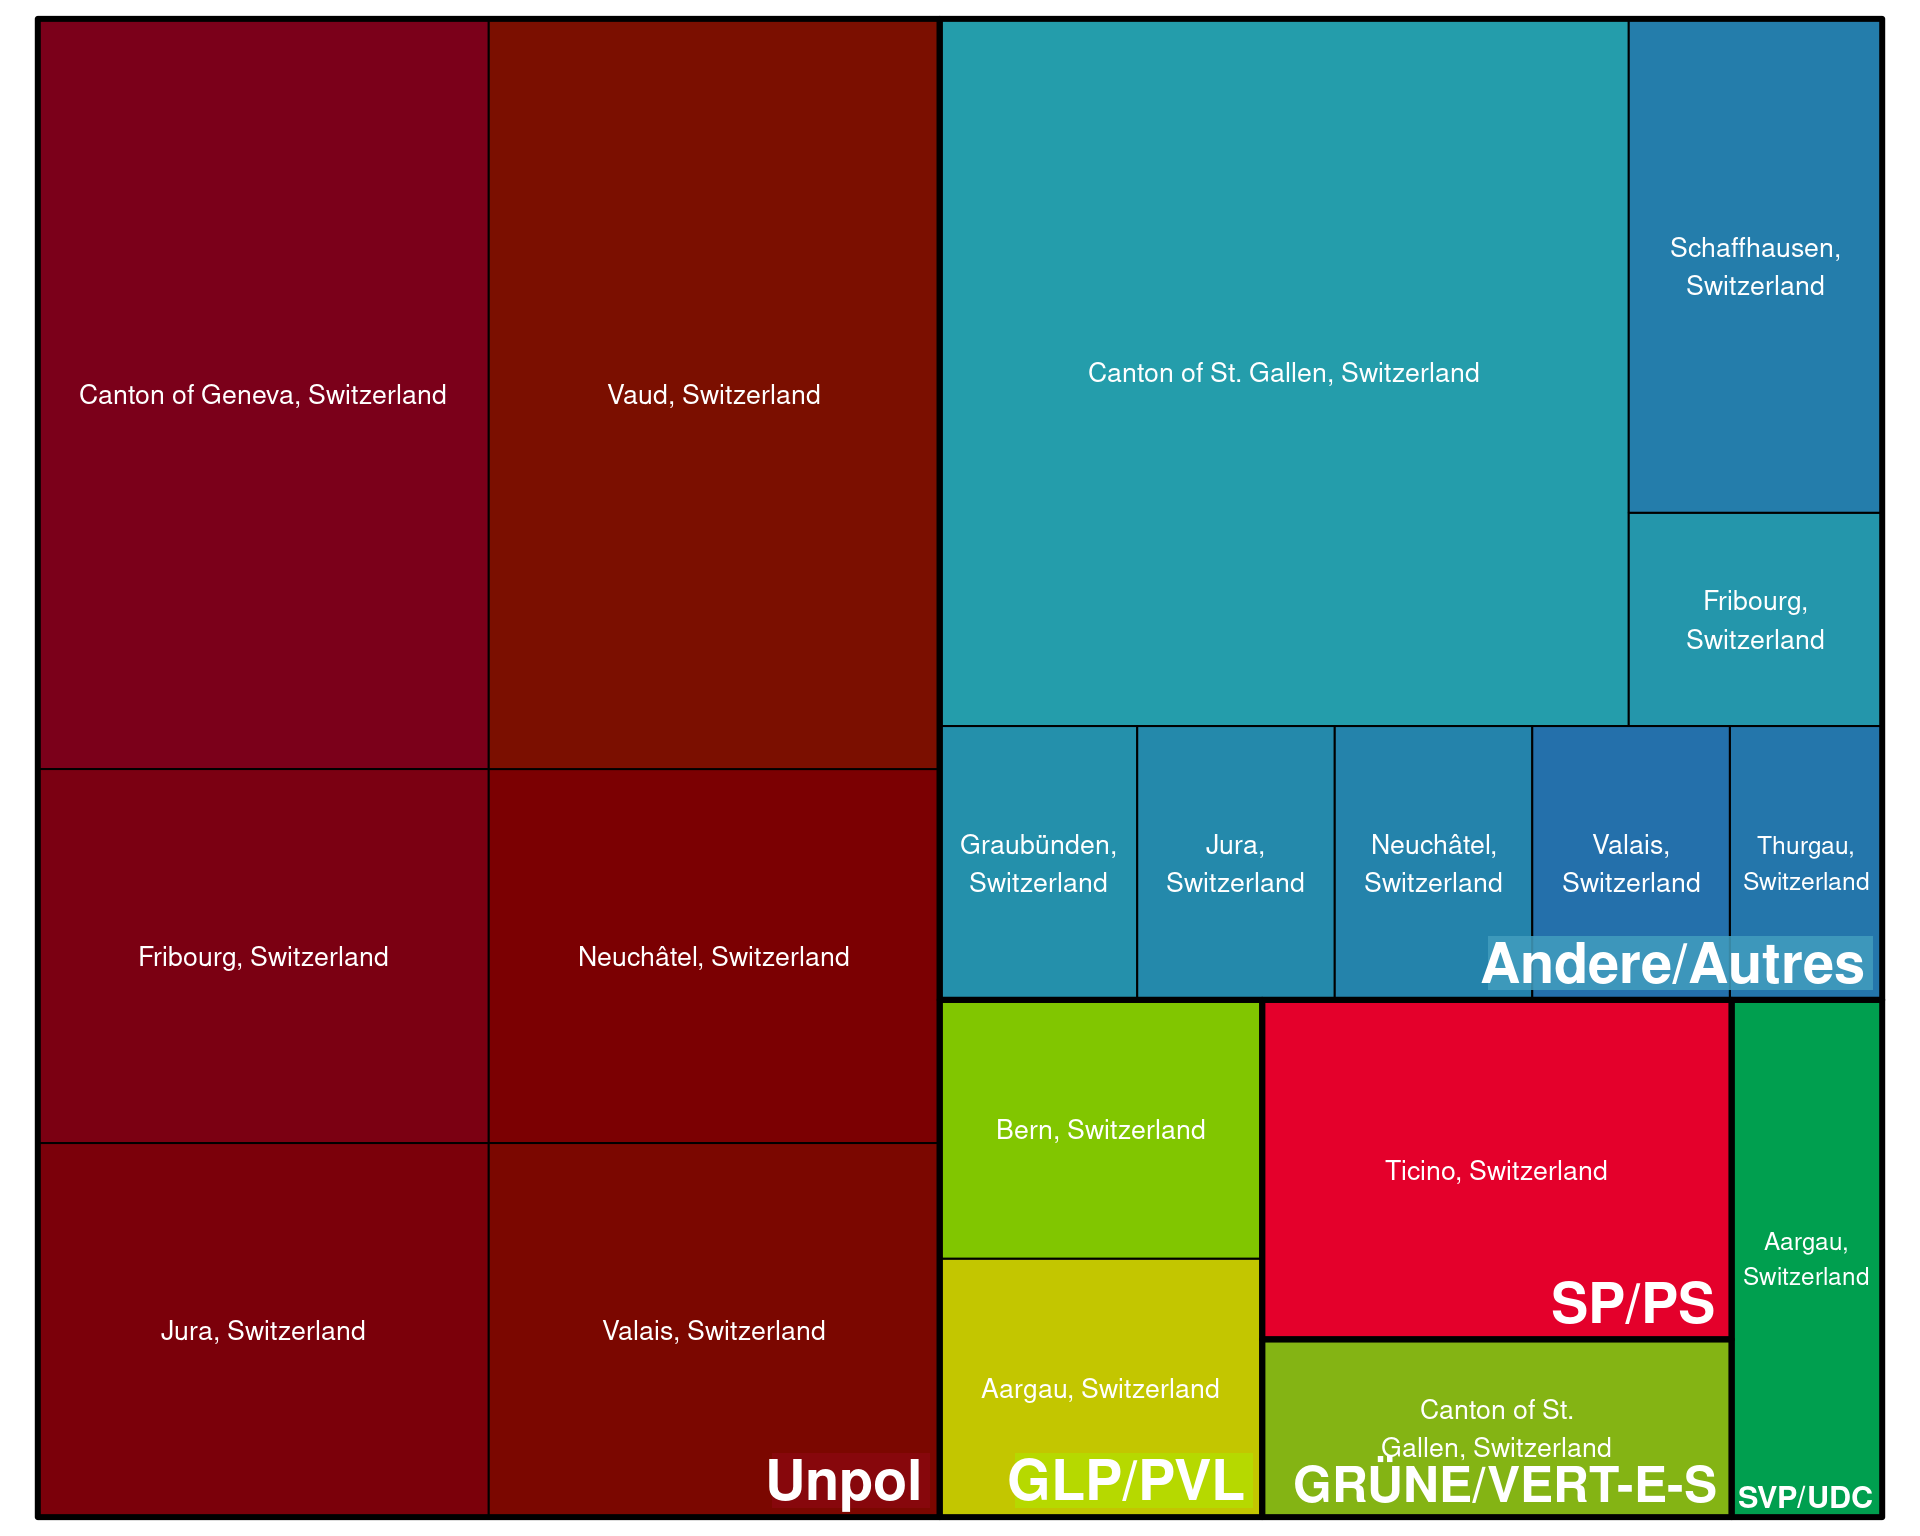 Canton of Geneva, Switzerland
Vaud, Switzerland
Fribourg, Switzerland
Neuchâtel, Switzerland
Jura, Switzerland
Valais, Switzerland
Unpol
Canton of St. Gallen, Switzerland
Schaffhausen,
Switzerland
Fribourg,
Switzerland
Graubünden,
Switzerland
Jura,
Switzerland
Neuchâtel,
Switzerland
Valais,
Switzerland
Thurgau,
Switzerland
Andere/Autres
Bern, Switzerland
Aargau, Switzerland
GLP/PVL
Ticino, Switzerland
SP/PS
Canton of St.
Gallen, Switzerland
GRÜNE/VERT-E-S
Aargau,
Switzerland
SVP/UDC